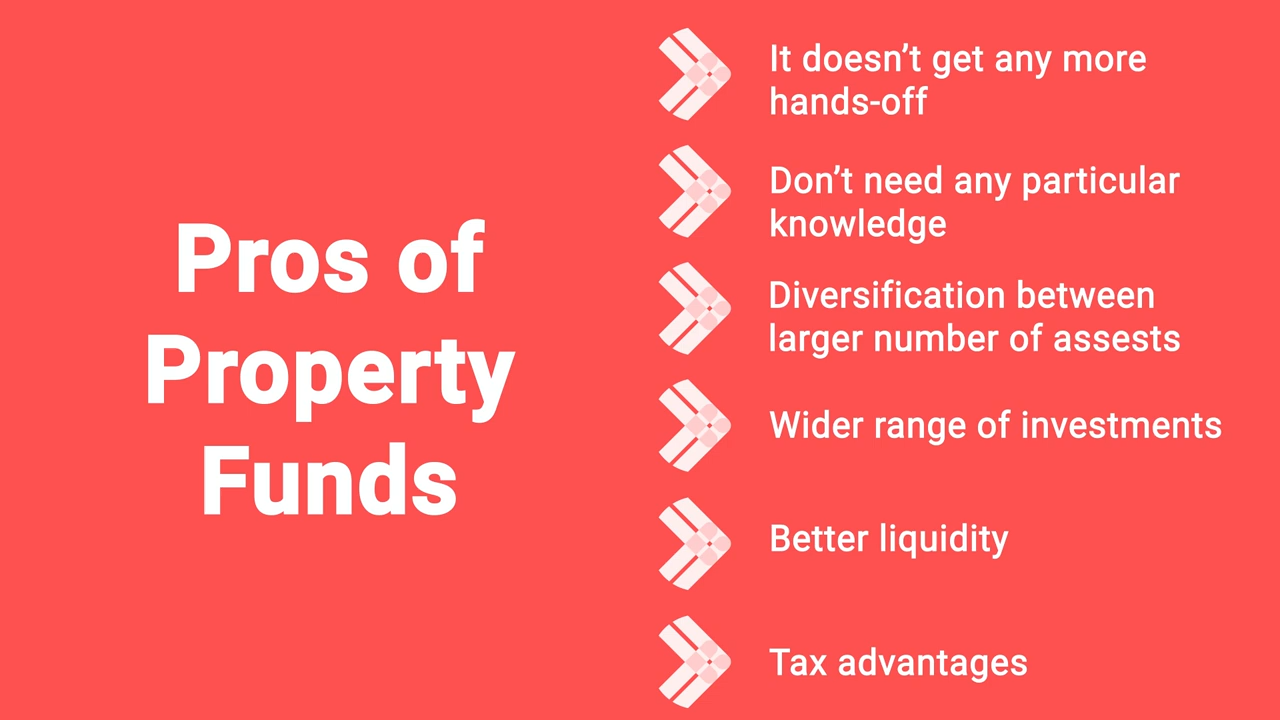 Pros of
Property
Funds
It doesn’t get any more
hands-off
Don’t need any particular
knowledge
Diversification between
larger number of assests
Wider range of investments
Better liquidity
Tax advantages